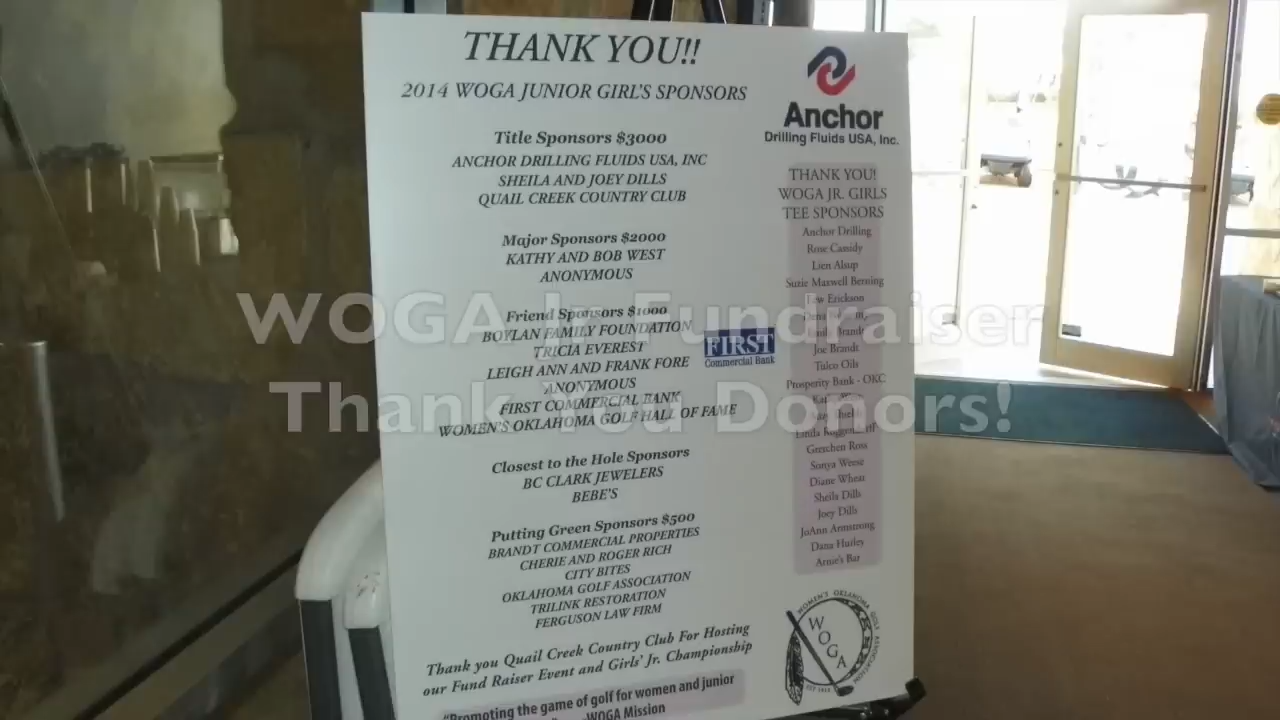 THANK YOU!!
2014 WOGA JUNIOR GIRL'S SPONSORS
Title Sponsors $3000
ANCHOR DRILLING FLUIDS USA, INC
SHEILA AND JOEY DILLS
QUAIL CREEK COUNTRY CLUB
Major Sponsors $2000
KATHY AND BOB WEST
ANONYMOUS
Friend Sponsors $1000
BOYLAN FAMILY FOUNDATION
TRICIA EVEREST
LEIGH ANN AND FRANK FORE
ANONYMOUS
FIRST COMMERCIAL BANK
WOMEN'S OKLAHOMA GOLF HALL OF FAME
Closest to the Hole Sponsors
BC CLARK JEWELERS
BEBE'S
Putting Green Sponsors $500
BRANDT COMMERCIAL PROPERTIES
CHERIE AND ROGER RICH
CITY BITES
OKLAHOMA GOLF ASSOCIATION
TRILINK RESTORATION
FERGUSON LAW FIRM
Thank you Quail Creek Country Club For Hosting
our Fund Raiser Event and Girls' Jr. Championship
"Promoting the game of golf for women and junior
WOGA Mission
FIRST
Commercial Bank
Anchor
Drilling Fluids USA, Inc.
THANK YOU!
WOGA JR. GIRLS
TEE SPONSORS
Anchor Drilling
Rose Cassidy
Lien Alsup
Suzie Maxwell Berning
Erickson
Brandt
Joe Brandt
Tulco Oils
Prosperity Bank - OKC
Gretchen Ross
Sonya Weese
Diane Wheat
Sheila Dills
Joey Dills
JoAnn Armstrong
Dana Hurley
Arnie's Bar
WOMEN'S OKLAHOMA GOLF ASSOCIATION
WOGA
WOGA Jr Fundraiser
Thank You Donors!